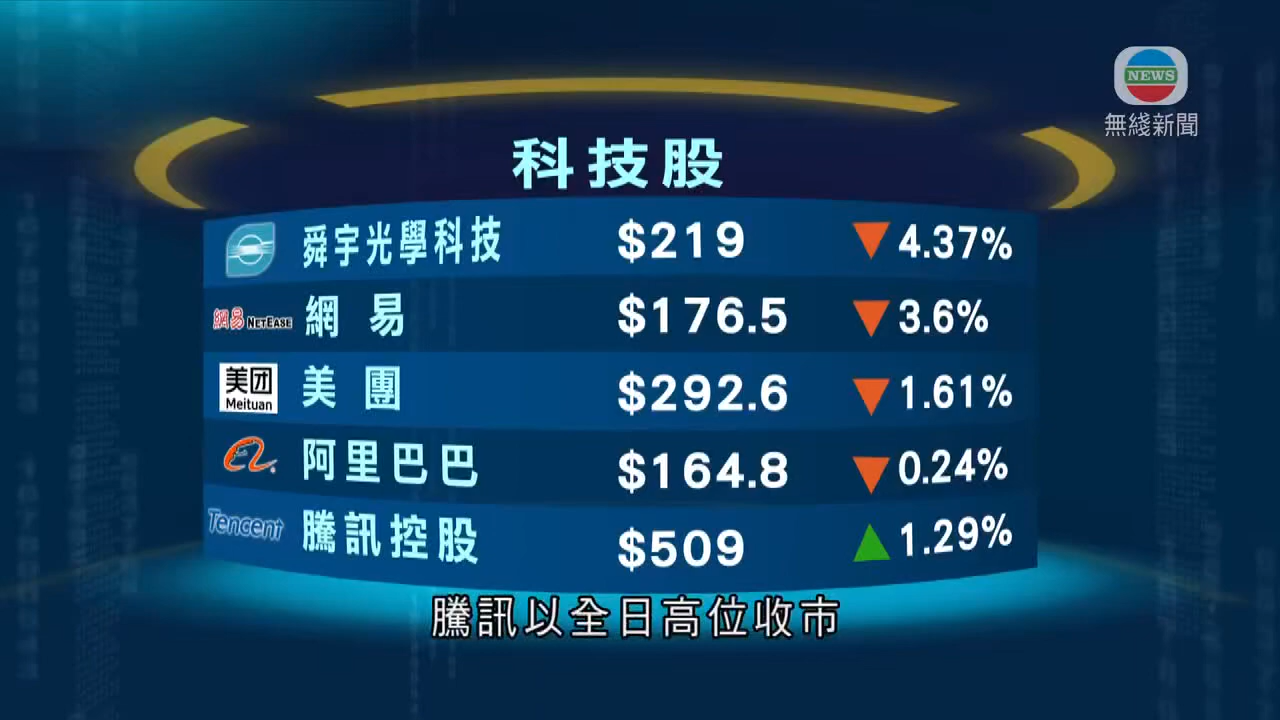 NEWS
無綫新聞
科技股
舜宇光學科技 $219 ▼ 4.37%
網易 NETEASE 網易 $176.5 ▼ 3.6%
美团 Meituan 美團 $292.6 ▼ 1.61%
阿里巴巴 $164.8 ▼ 0.24%
Tencent 騰訊控股 $509 ▲ 1.29%
騰訊以全日高位收市